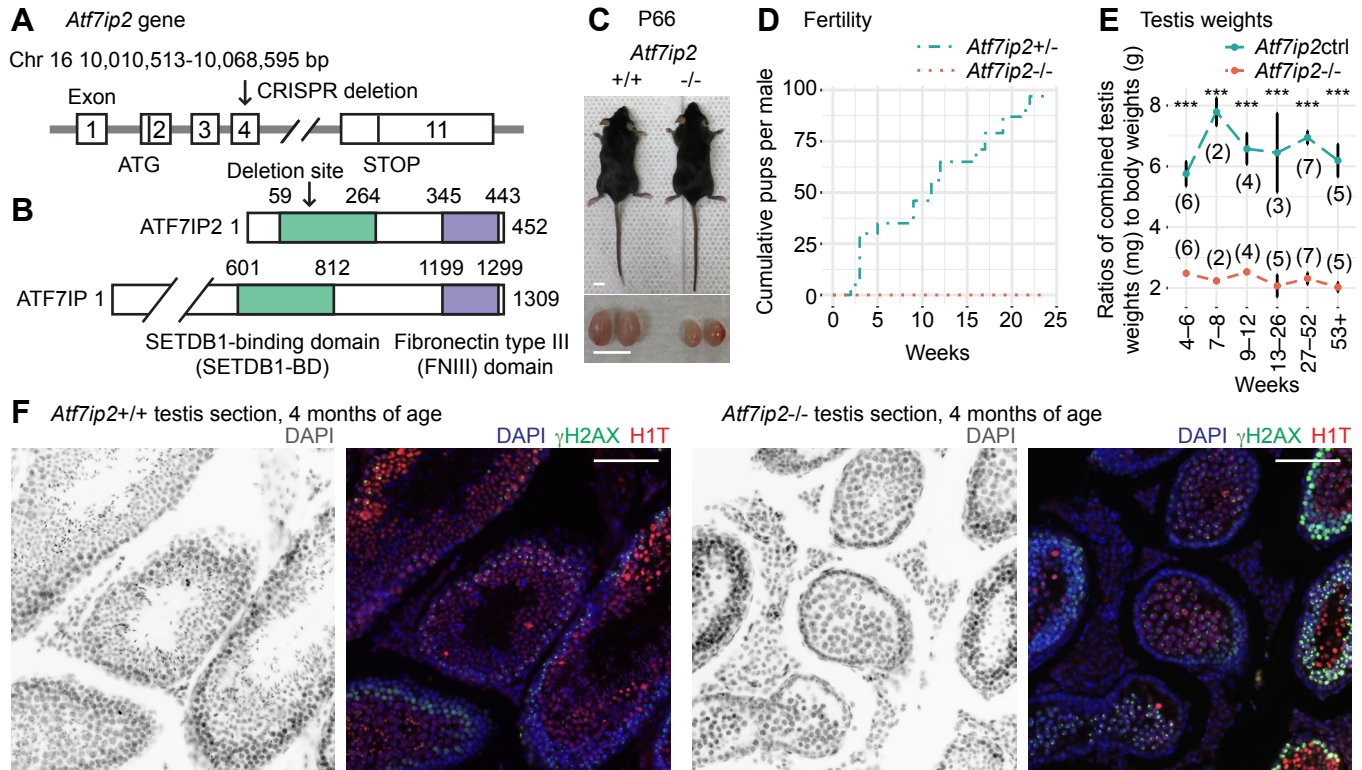 A Atf7ip2 gene
Chr 16 10,010,513-10,068,595 bp
Exon
CRISPR deletion
1 2 3 4 11
ATG STOP
Deletion site
B
59 264 345 443
ATF7IP2 1 452
601 812 1199 1299
ATF7IP 1 1309
SETDB1-binding domain
(SETDB1-BD)
Fibronectin type III
(FNIII) domain
C P66
Atf7ip2
+/+ -/-
D Fertility
Atf7ip2+/-
Atf7ip2-/-
Cumulative pups per male
100
75
50
25
0
0 5 10 15 20 25
Weeks
E Testis weights
Atf7ip2ctrl
Atf7ip2-/-
Ratios of combined testis
weights (mg) to body weights (g)
8
6
4
2
*** *** *** *** *** ***
(6) (2) (4) (3) (7) (5)
(6) (2) (4) (5) (7) (5)
4–6 7–8 9–12 13–26 27–52 53+
Weeks
F Atf7ip2+/+ testis section, 4 months of age
DAPI
DAPI γH2AX H1T
Atf7ip2-/- testis section, 4 months of age
DAPI
DAPI γH2AX H1T